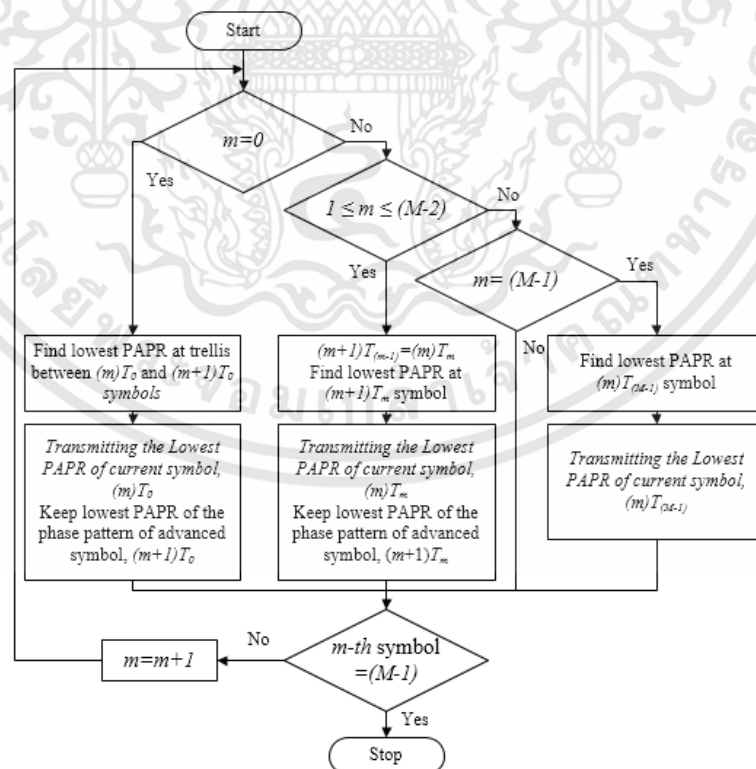 Start
m=0
No
Yes
1 ≤ m ≤ (M-2)
No
Yes
m= (M-1)
Yes
No
Find lowest PAPR at trellis
between (m)T₀ and (m+1)T₀
symbols
(m+1)T₍ₘ₋₁₎=(m)Tₘ
Find lowest PAPR at
(m+1)Tₘ symbol
Find lowest PAPR at
(m)T_(M-1) symbol
Transmitting the Lowest
PAPR of current symbol,
(m)T₀
Keep lowest PAPR of the
phase pattern of advanced
symbol, (m+1)T₀
Transmitting the Lowest
PAPR of current symbol,
(m)Tₘ
Keep lowest PAPR of the
phase pattern of advanced
symbol, (m+1)Tₘ
Transmitting the Lowest
PAPR of current symbol,
(m)T_(M-1)
m-th symbol
=(M-1)
No
m=m+1
Yes
Stop